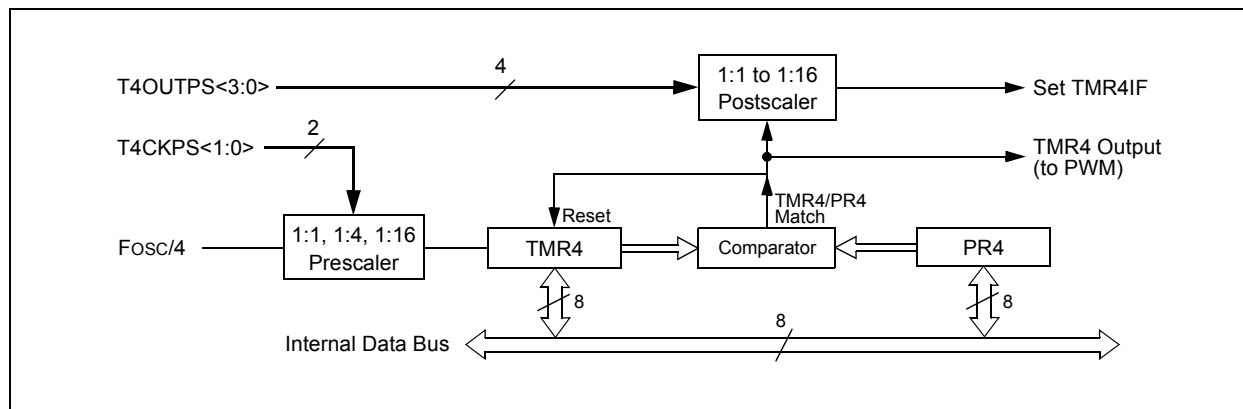 T4OUTPS<3:0>
4
1:1 to 1:16
Postscaler
Set TMR4IF
T4CKPS<1:0>
2
TMR4 Output
(to PWM)
TMR4/PR4
Match
Reset
FOSC/4
1:1, 1:4, 1:16
Prescaler
TMR4
Comparator
PR4
8
8
8
Internal Data Bus